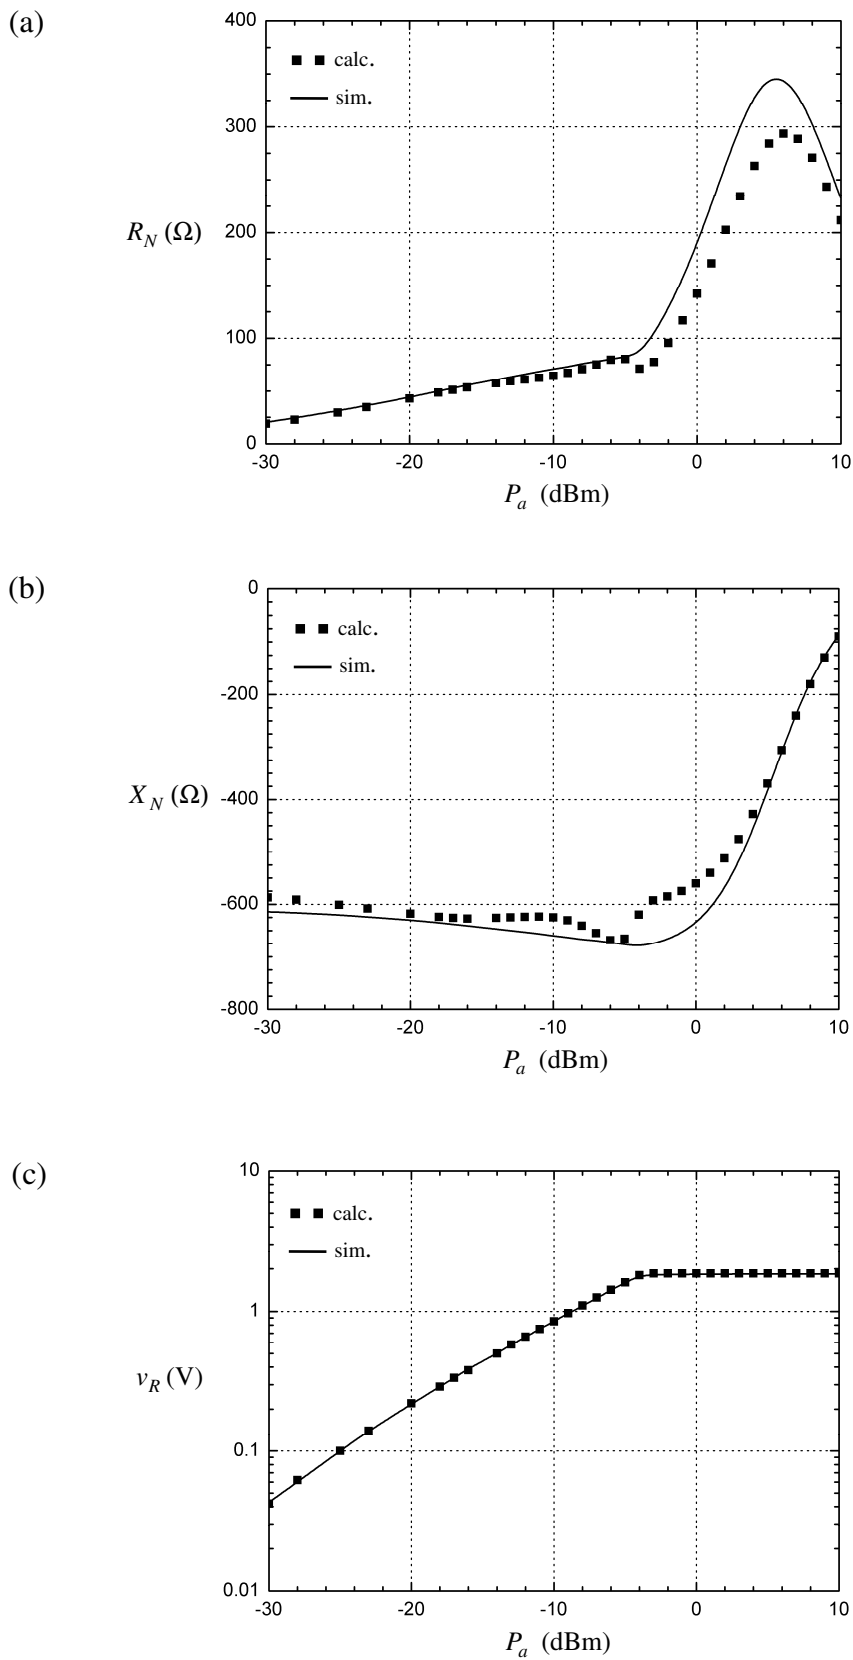 (a)
400
300
200
100
0
R_N (Ω)
calc.
sim.
-30 -20 -10 0 10
P_a (dBm)
(b)
0
-200
-400
-600
-800
X_N (Ω)
calc.
sim.
-30 -20 -10 0 10
P_a (dBm)
(c)
10
1
0.1
0.01
v_R (V)
calc.
sim.
-30 -20 -10 0 10
P_a (dBm)